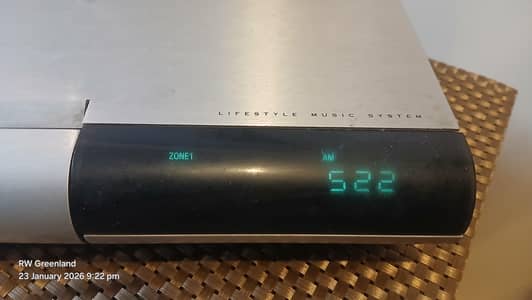 LIFESTYLE MUSIC SYSTEM
ZONE1
AM
522
RW Greenland
23 January 2026 9:22 pm